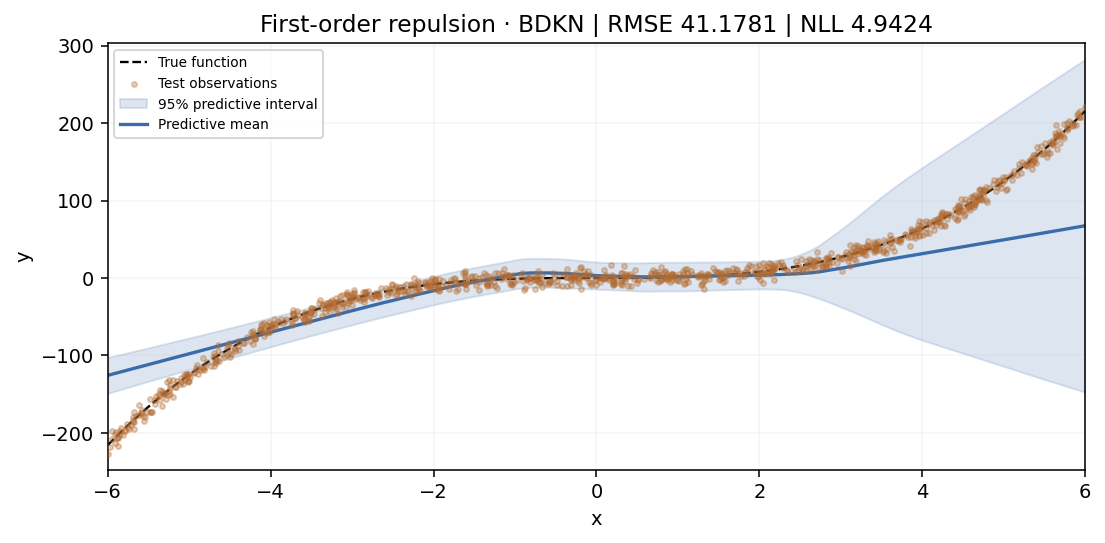 First-order repulsion · BDKN | RMSE 41.1781 | NLL 4.9424
300
200
100
0
−100
−200
y
True function
Test observations
95% predictive interval
Predictive mean
−6
−4
−2
0
2
4
6
x